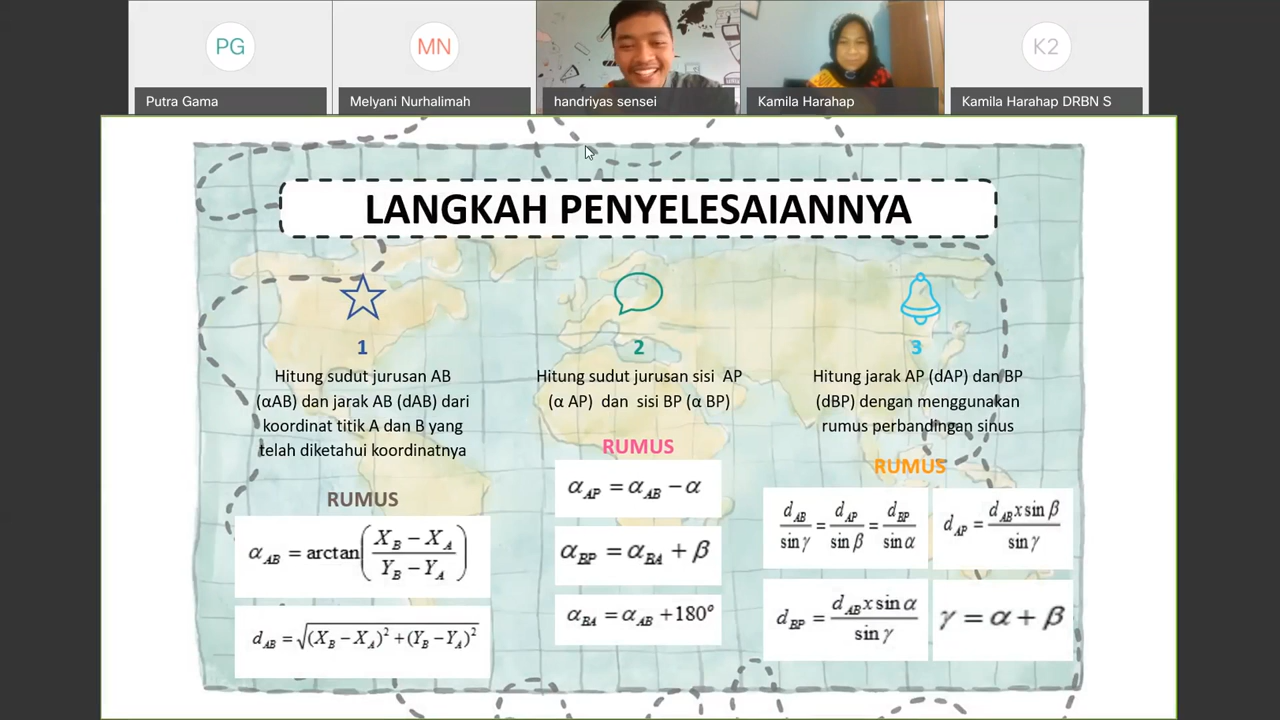 PG
MN
K2
Putra Gama
Melyani Nurhalimah
handriyas sensei
Kamila Harahap
Kamila Harahap DRBN S
LANGKAH PENYELESAIANNYA
1
Hitung sudut jurusan AB
(αAB) dan jarak AB (dAB) dari
koordinat titik A dan B yang
telah diketahui koordinatnya
RUMUS
α_AB = arctan((X_B − X_A)/(Y_B − Y_A))
d_AB = √((X_B − X_A)² + (Y_B − Y_A)²)
2
Hitung sudut jurusan sisi AP
(α AP) dan sisi BP (α BP)
RUMUS
α_AP = α_AB − α
α_BP = α_BA + β
α_BA = α_AB + 180°
3
Hitung jarak AP (dAP) dan BP
(dBP) dengan menggunakan
rumus perbandingan sinus
RUMUS
d_AB/sin γ = d_AP/sin β = d_BP/sin α
d_AP = d_AB x sin β/sin γ
d_BP = d_AB x sin α/sin γ
γ = α + β